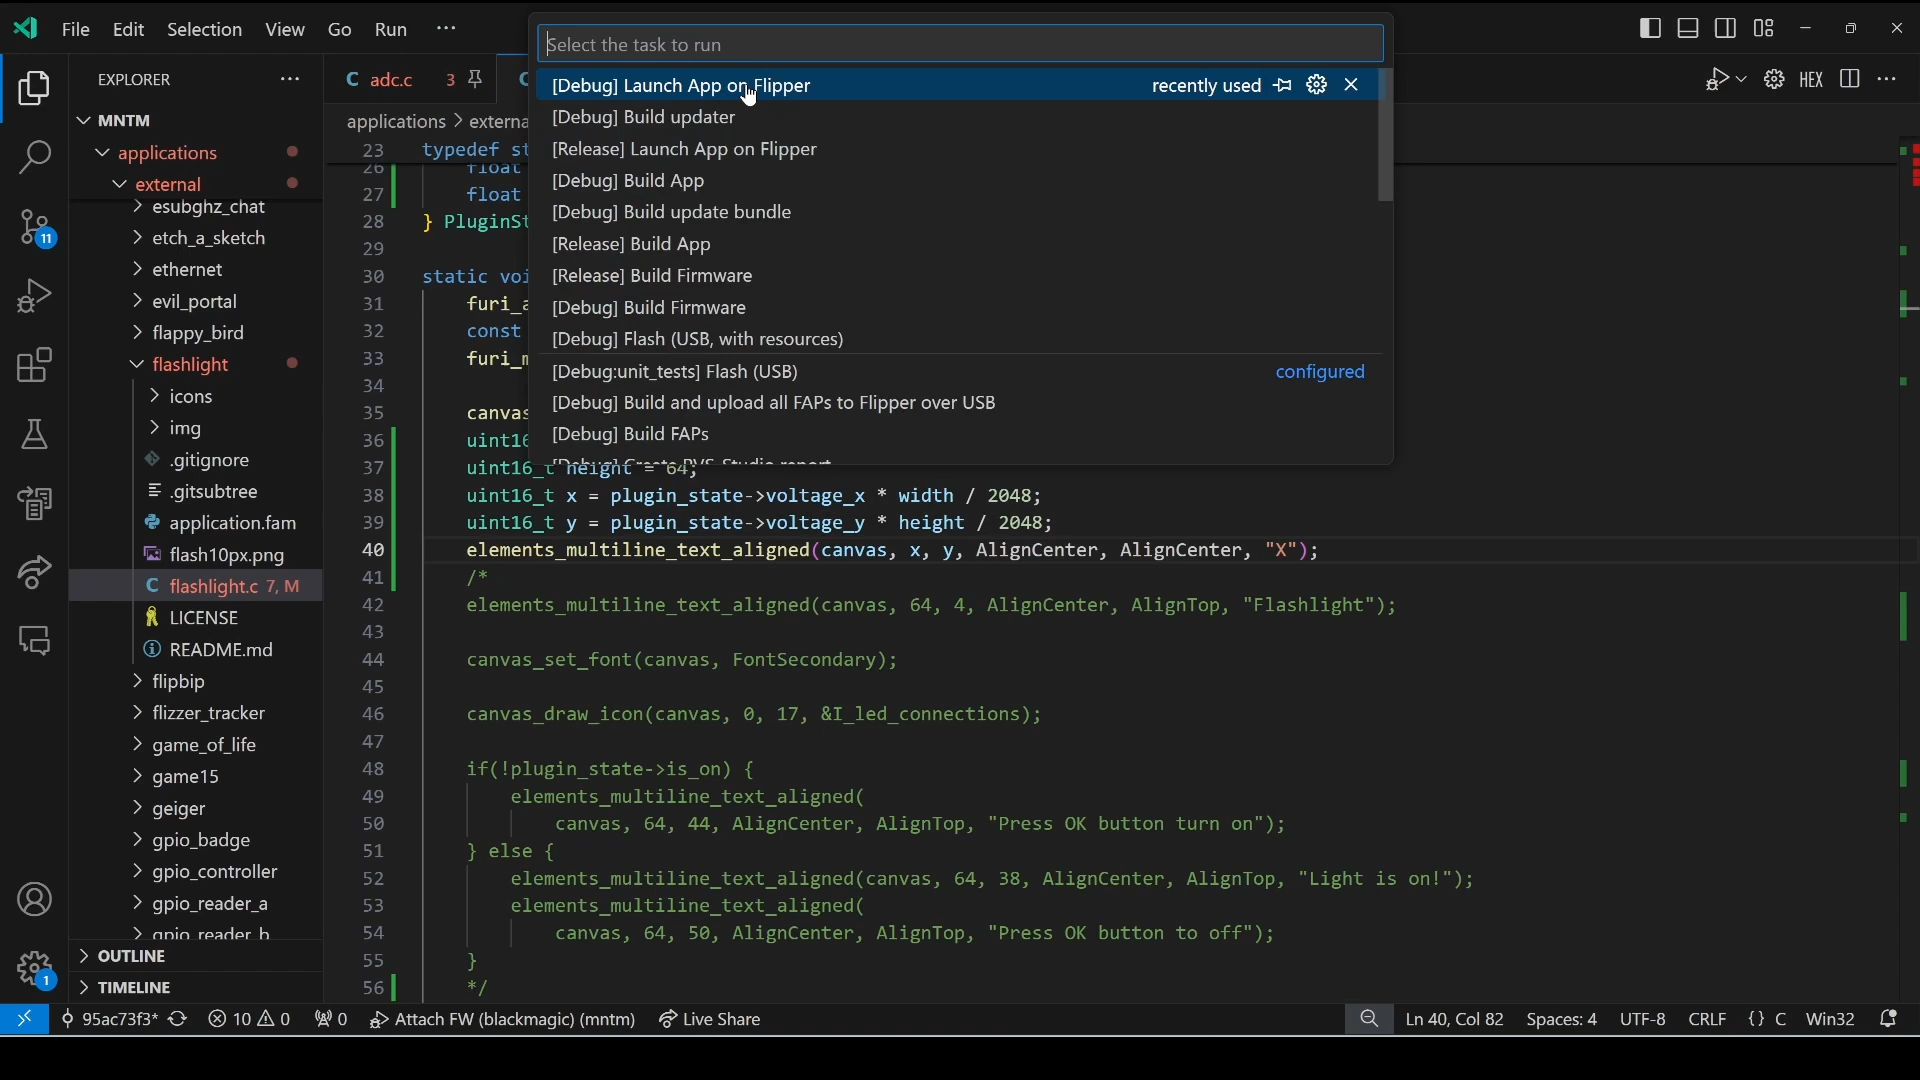 File Edit Selection View Go Run ···
Select the task to run
[Debug] Launch App on Flipper recently used
[Debug] Build updater
[Release] Launch App on Flipper
[Debug] Build App
[Debug] Build update bundle
[Release] Build App
[Release] Build Firmware
[Debug] Build Firmware
[Debug] Flash (USB, with resources)
[Debug:unit_tests] Flash (USB) configured
[Debug] Build and upload all FAPs to Flipper over USB
[Debug] Build FAPs
[Debug] Create PVS-Studio report
EXPLORER ···
MNTM
applications
external
esubghz_chat
etch_a_sketch
ethernet
evil_portal
flappy_bird
flashlight
icons
img
.gitignore
.gitsubtree
application.fam
flash10px.png
C flashlight.c 7, M
LICENSE
README.md
flipbip
flizzer_tracker
game_of_life
game15
geiger
gpio_badge
gpio_controller
gpio_reader_a
gpio_reader_b
OUTLINE
TIMELINE
11
1
C adc.c 3
C
HEX ···
applications > externa
23 typedef st
26 float
27 float
28 } PluginSt
29
30 static voi
31 furi_a
32 const
33 furi_m
34
35 canvas
36 uint16
37 uint16_t height = 64;
38 uint16_t x = plugin_state->voltage_x * width / 2048;
39 uint16_t y = plugin_state->voltage_y * height / 2048;
40 elements_multiline_text_aligned(canvas, x, y, AlignCenter, AlignCenter, "X");
41 /*
42 elements_multiline_text_aligned(canvas, 64, 4, AlignCenter, AlignTop, "Flashlight");
43
44 canvas_set_font(canvas, FontSecondary);
45
46 canvas_draw_icon(canvas, 0, 17, &I_led_connections);
47
48 if(!plugin_state->is_on) {
49 elements_multiline_text_aligned(
50 canvas, 64, 44, AlignCenter, AlignTop, "Press OK button turn on");
51 } else {
52 elements_multiline_text_aligned(canvas, 64, 38, AlignCenter, AlignTop, "Light is on!");
53 elements_multiline_text_aligned(
54 canvas, 64, 50, AlignCenter, AlignTop, "Press OK button to off");
55 }
56 */
95ac73f3* 10 0 0 Attach FW (blackmagic) (mntm) Live Share Ln 40, Col 82 Spaces: 4 UTF-8 CRLF {} C Win32